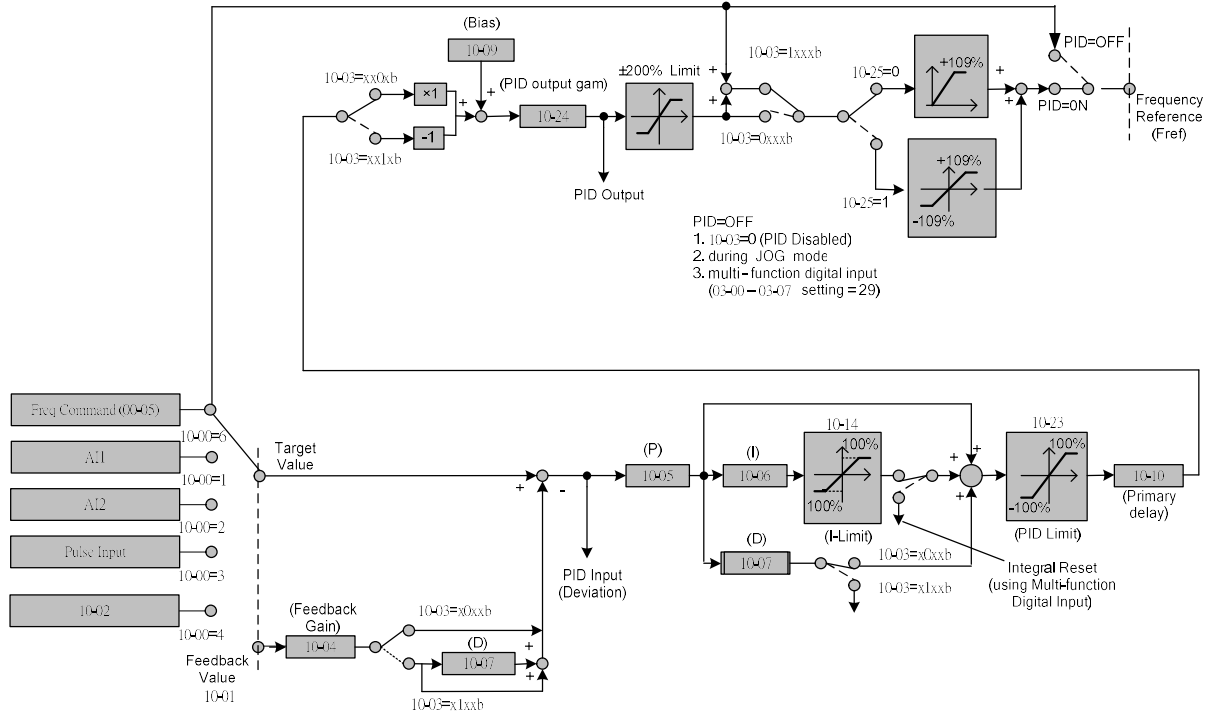 (Bias)
10-09
10-03=xx0xb
×1
+
+
-1
10-03=xx1xb
(PID output gam)
10-24
PID Output
±200% Limit
+
+
10-03=1xxxb
10-03=0xxxb
10-25=0
+109%
+
+
10-25=1
+109%
-109%
PID=OFF
PID=0N
Frequency
Reference
(Fref)
PID=OFF
1. 10-03=0 (PID Disabled)
2. during JOG mode
3. multi-function digital input
(03-00-03-07 setting=29)
Freq Command (00-05)
10-00=6
AI1
10-00=1
AI2
10-00=2
Pulse Input
10-00=3
10-02
10-00=4
Target
Value
Feedback
Value
10-01
(Feedback
Gain)
10-04
10-03=x0xxb
(D)
10-07
+
+
10-03=x1xxb
+
-
PID Input
(Deviation)
(P)
10-05
(I)
10-06
(D)
10-07
10-14
100%
100%
(I-Limit)
10-03=x0xxb
10-03=x1xxb
+
+
+
Integral Reset
(using Multi-function
Digital Input)
10-23
100%
-100%
(PID Limit)
10-10
(Primary
delay)